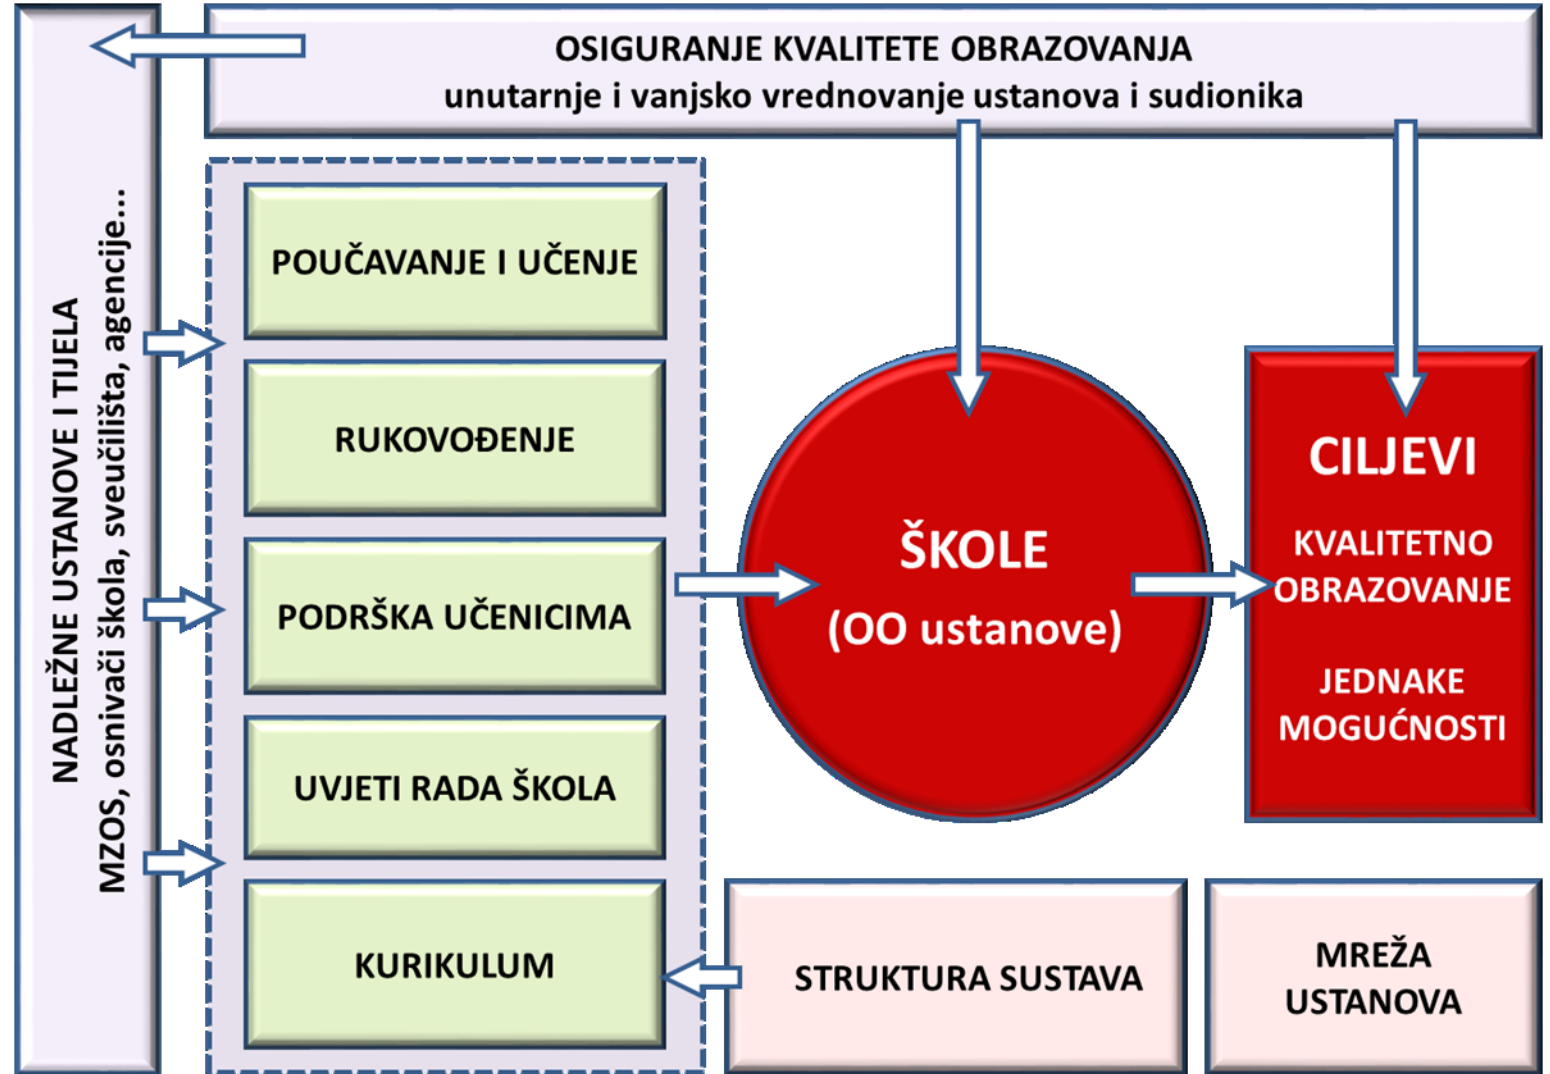 OSIGURANJE KVALITETE OBRAZOVANJA
unutarnje i vanjsko vrednovanje ustanova i sudionika
NADLEŽNE USTANOVE I TIJELA
MZOS, osnivači škola, sveučilišta, agencije...
POUČAVANJE I UČENJE
RUKOVOĐENJE
PODRŠKA UČENICIMA
UVJETI RADA ŠKOLA
KURIKULUM
ŠKOLE
(OO ustanove)
CILJEVI
KVALITETNO
OBRAZOVANJE
JEDNAKE
MOGUĆNOSTI
STRUKTURA SUSTAVA
MREŽA
USTANOVA